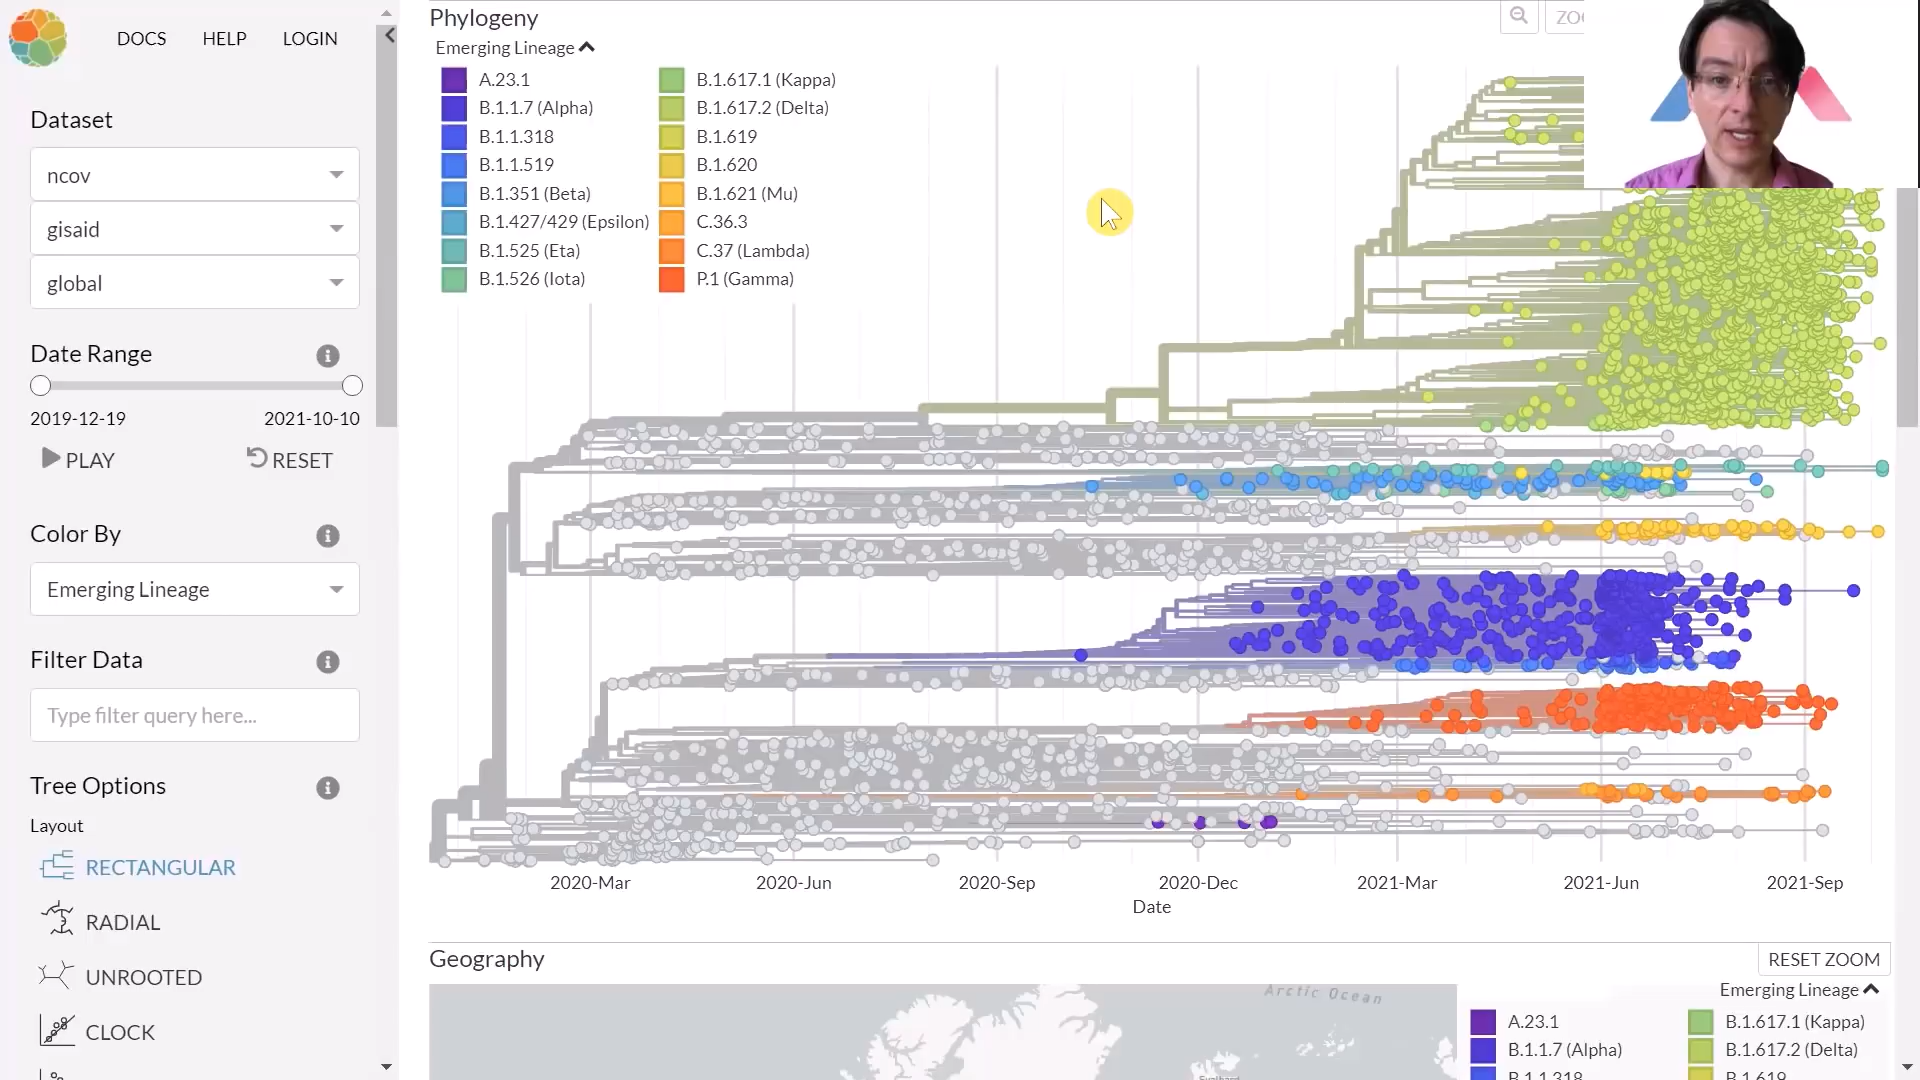 DOCS
HELP
LOGIN
Dataset
ncov
gisaid
global
Date Range
2019-12-19
2021-10-10
PLAY
RESET
Color By
Emerging Lineage
Filter Data
Type filter query here...
Tree Options
Layout
RECTANGULAR
RADIAL
UNROOTED
CLOCK
Phylogeny
ZOO
Emerging Lineage
A.23.1
B.1.1.7 (Alpha)
B.1.1.318
B.1.1.519
B.1.351 (Beta)
B.1.427/429 (Epsilon)
B.1.525 (Eta)
B.1.526 (Iota)
B.1.617.1 (Kappa)
B.1.617.2 (Delta)
B.1.619
B.1.620
B.1.621 (Mu)
C.36.3
C.37 (Lambda)
P.1 (Gamma)
2020-Mar
2020-Jun
2020-Sep
2020-Dec
2021-Mar
2021-Jun
2021-Sep
Date
Geography
RESET ZOOM
Arctic Ocean
Emerging Lineage
A.23.1
B.1.1.7 (Alpha)
B.1.1.318
B.1.617.1 (Kappa)
B.1.617.2 (Delta)
B.1.619